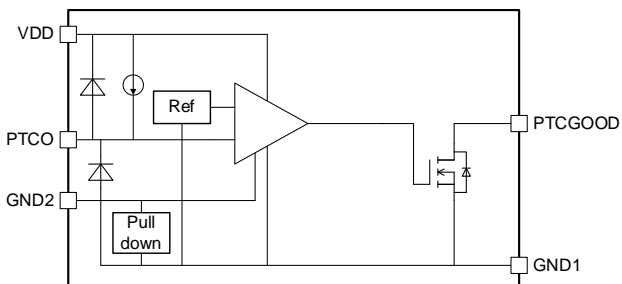 VDD
Ref
PTCO
PTCGOOD
GND2
Pull
down
GND1